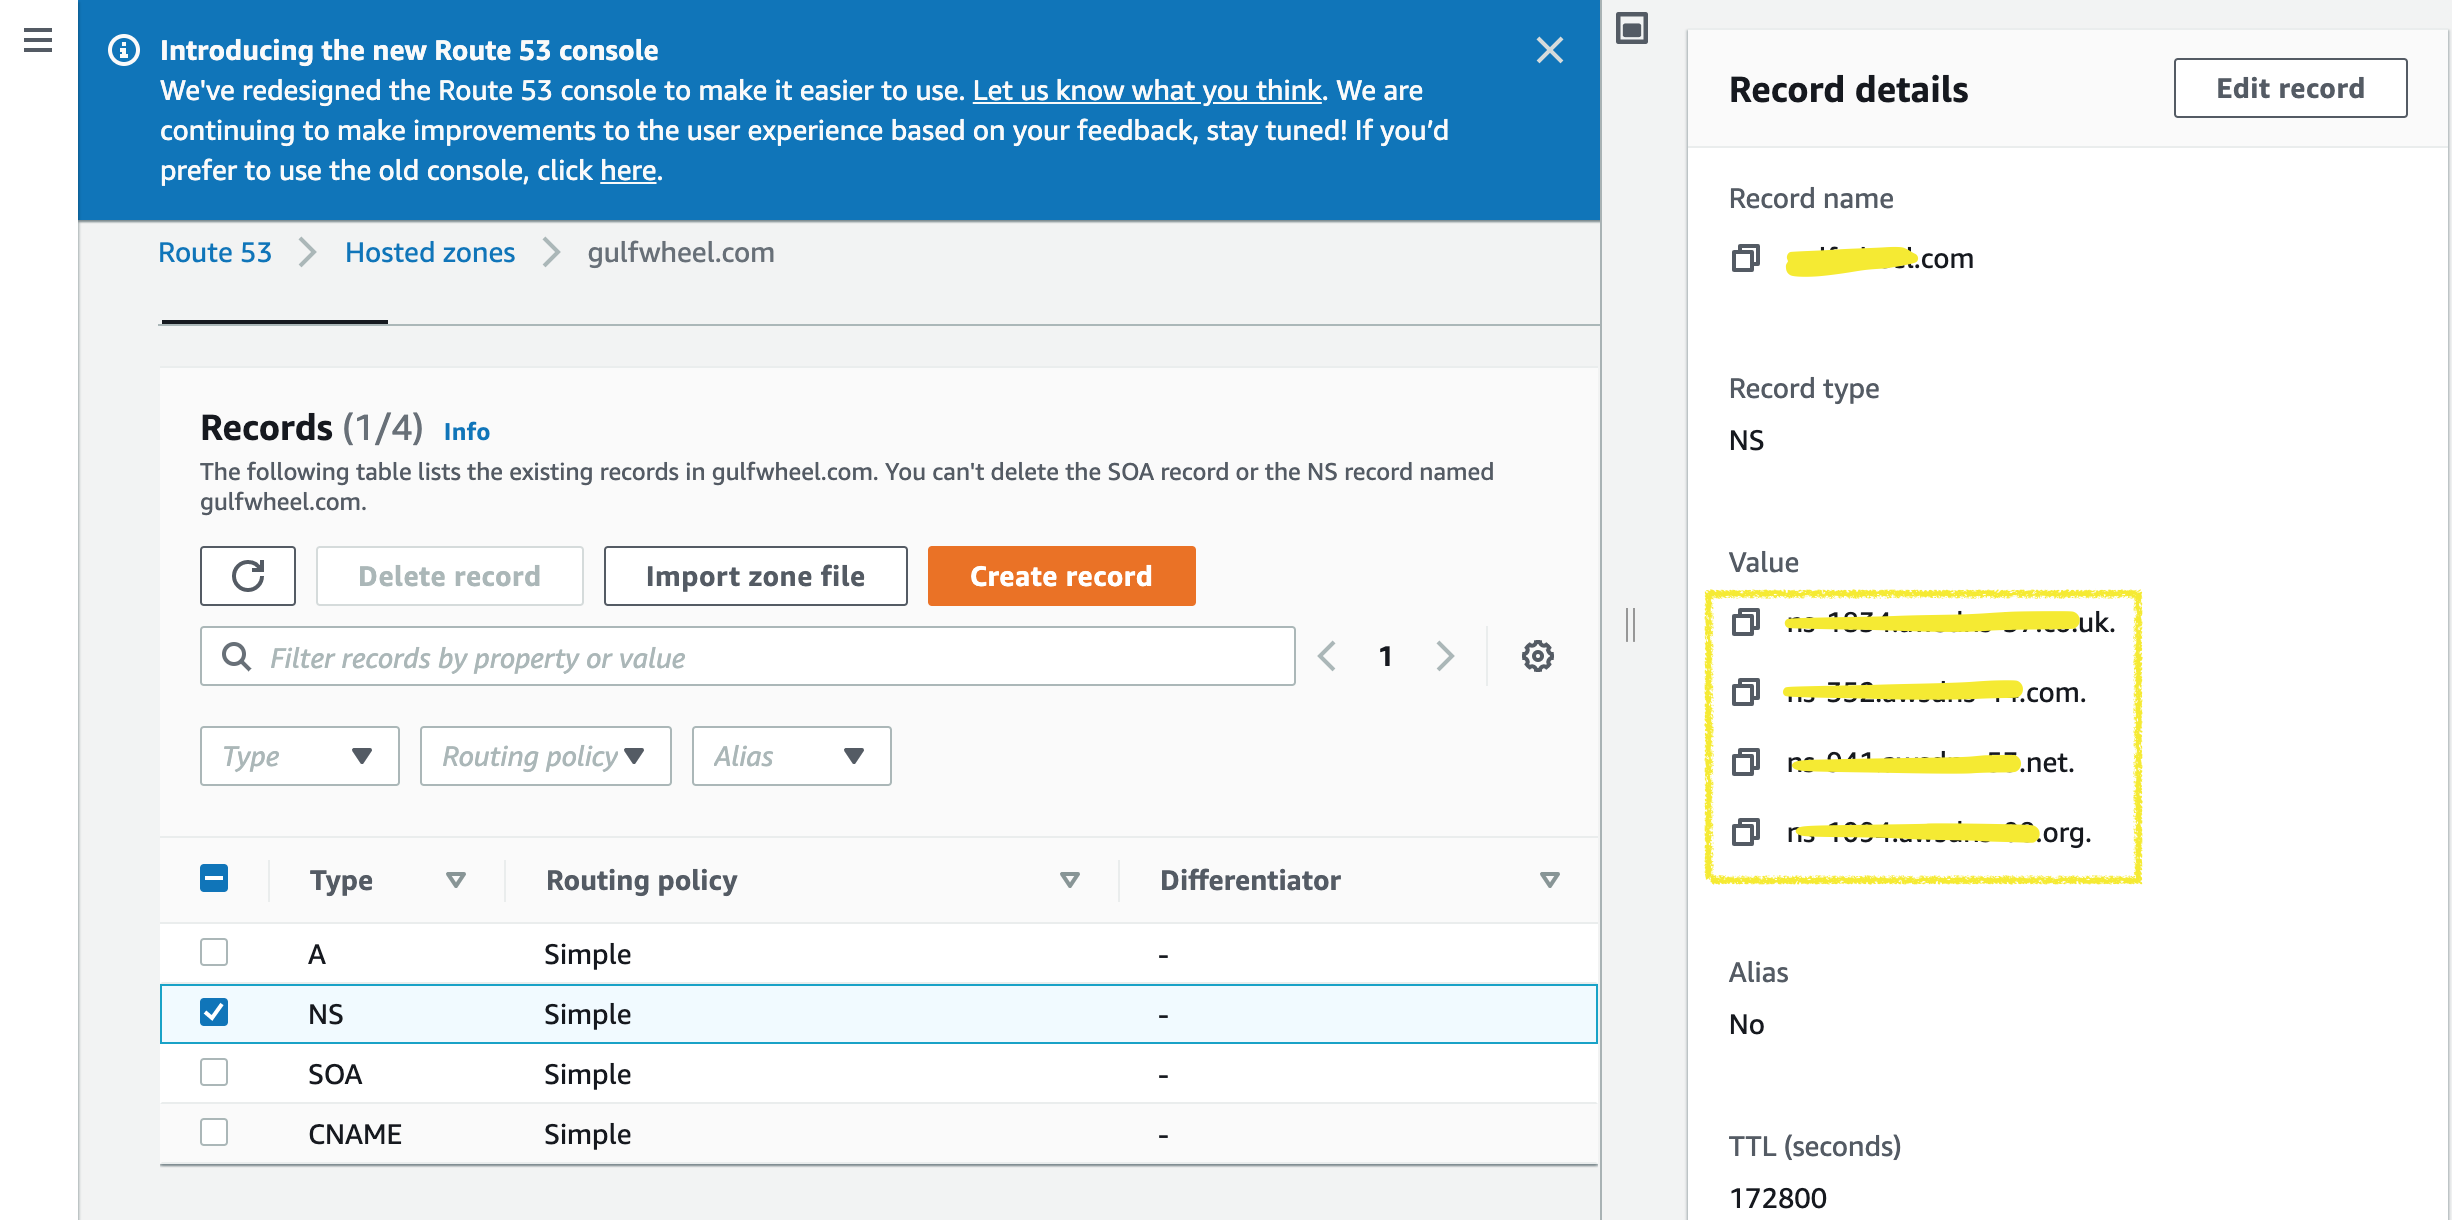 Introducing the new Route 53 console
We've redesigned the Route 53 console to make it easier to use. Let us know what you think. We are
continuing to make improvements to the user experience based on your feedback, stay tuned! If you’d
prefer to use the old console, click here.
Route 53
Hosted zones
gulfwheel.com
Records (1/4) Info
The following table lists the existing records in gulfwheel.com. You can't delete the SOA record or the NS record named
gulfwheel.com.
Delete record
Import zone file
Create record
Filter records by property or value
1
Type
Routing policy
Alias
Type Routing policy Differentiator
A Simple -
NS Simple -
SOA Simple -
CNAME Simple -
Record details
Edit record
Record name
.com
Record type
NS
Value
.uk.
.com.
.net.
.org.
Alias
No
TTL (seconds)
172800